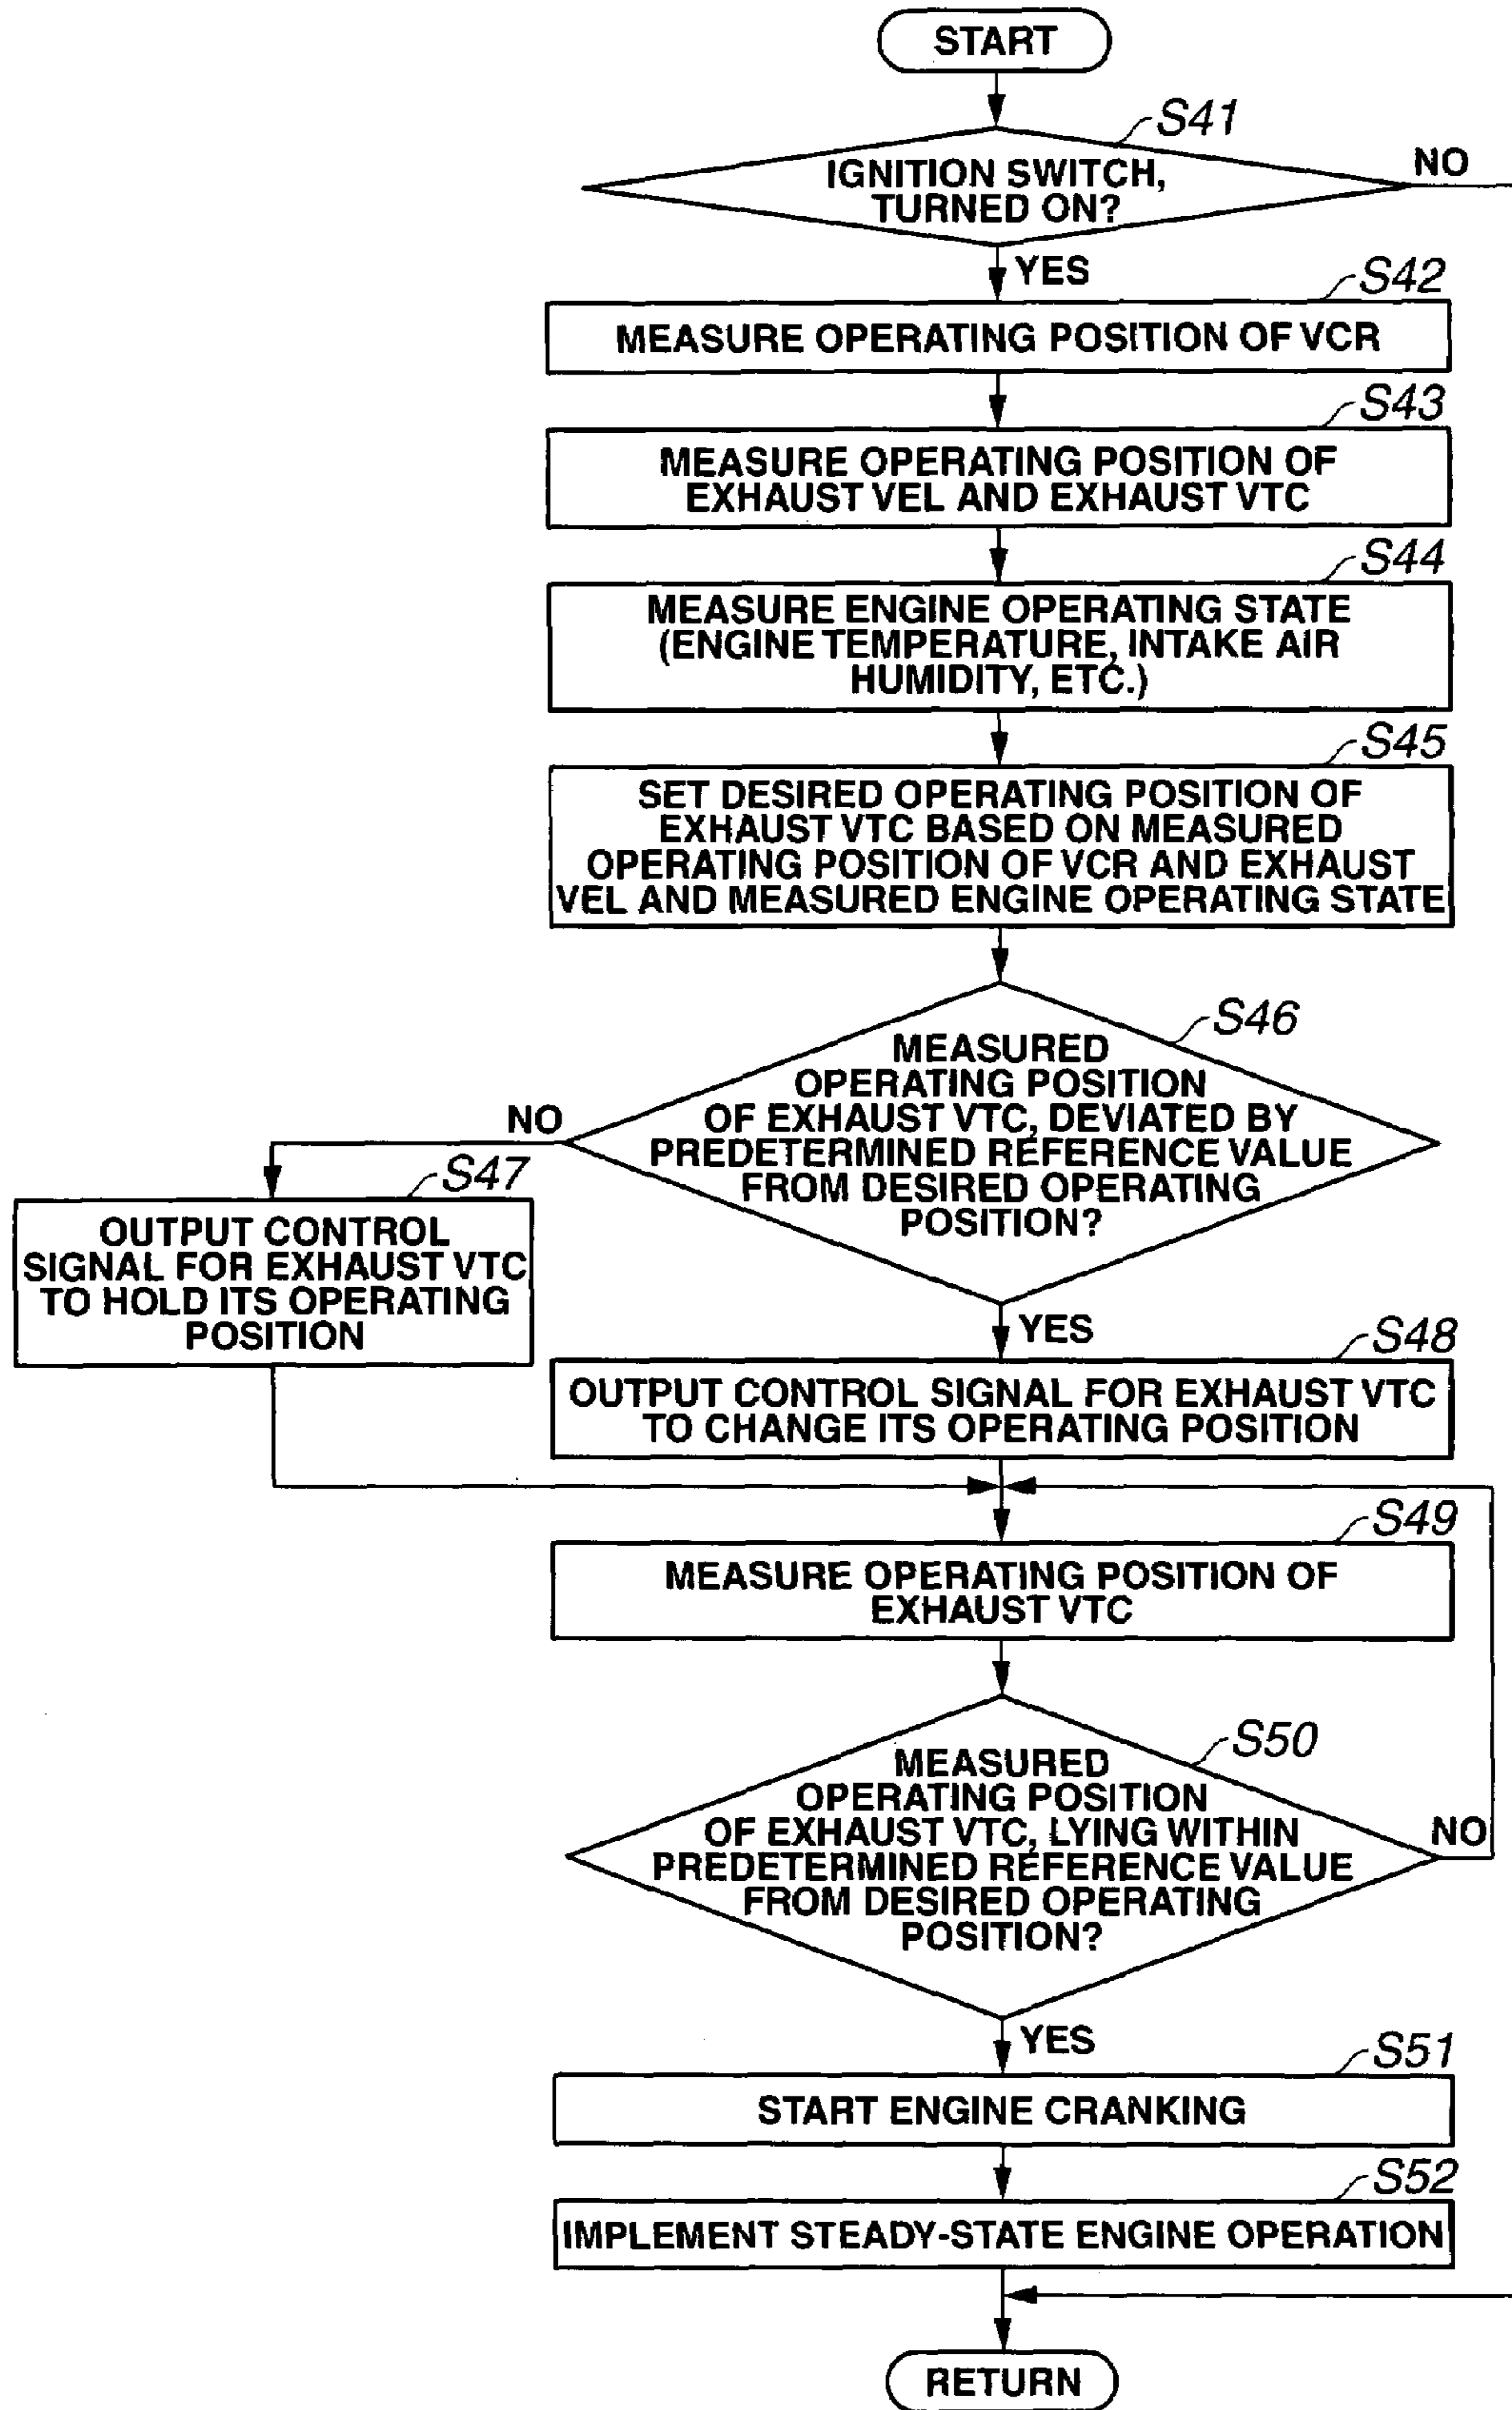 START
S41
IGNITION SWITCH,
TURNED ON?
NO
YES
S42
MEASURE OPERATING POSITION OF VCR
S43
MEASURE OPERATING POSITION OF
EXHAUST VEL AND EXHAUST VTC
S44
MEASURE ENGINE OPERATING STATE
(ENGINE TEMPERATURE, INTAKE AIR
HUMIDITY, ETC.)
S45
SET DESIRED OPERATING POSITION OF
EXHAUST VTC BASED ON MEASURED
OPERATING POSITION OF VCR AND EXHAUST
VEL AND MEASURED ENGINE OPERATING STATE
S46
MEASURED
OPERATING POSITION
OF EXHAUST VTC, DEVIATED BY
PREDETERMINED REFERENCE VALUE
FROM DESIRED OPERATING
POSITION?
NO
S47
OUTPUT CONTROL
SIGNAL FOR EXHAUST VTC
TO HOLD ITS OPERATING
POSITION
YES
S48
OUTPUT CONTROL SIGNAL FOR EXHAUST VTC
TO CHANGE ITS OPERATING POSITION
S49
MEASURE OPERATING POSITION OF
EXHAUST VTC
S50
MEASURED
OPERATING POSITION
OF EXHAUST VTC, LYING WITHIN
PREDETERMINED REFERENCE VALUE
FROM DESIRED OPERATING
POSITION?
NO
YES
S51
START ENGINE CRANKING
S52
IMPLEMENT STEADY-STATE ENGINE OPERATION
RETURN